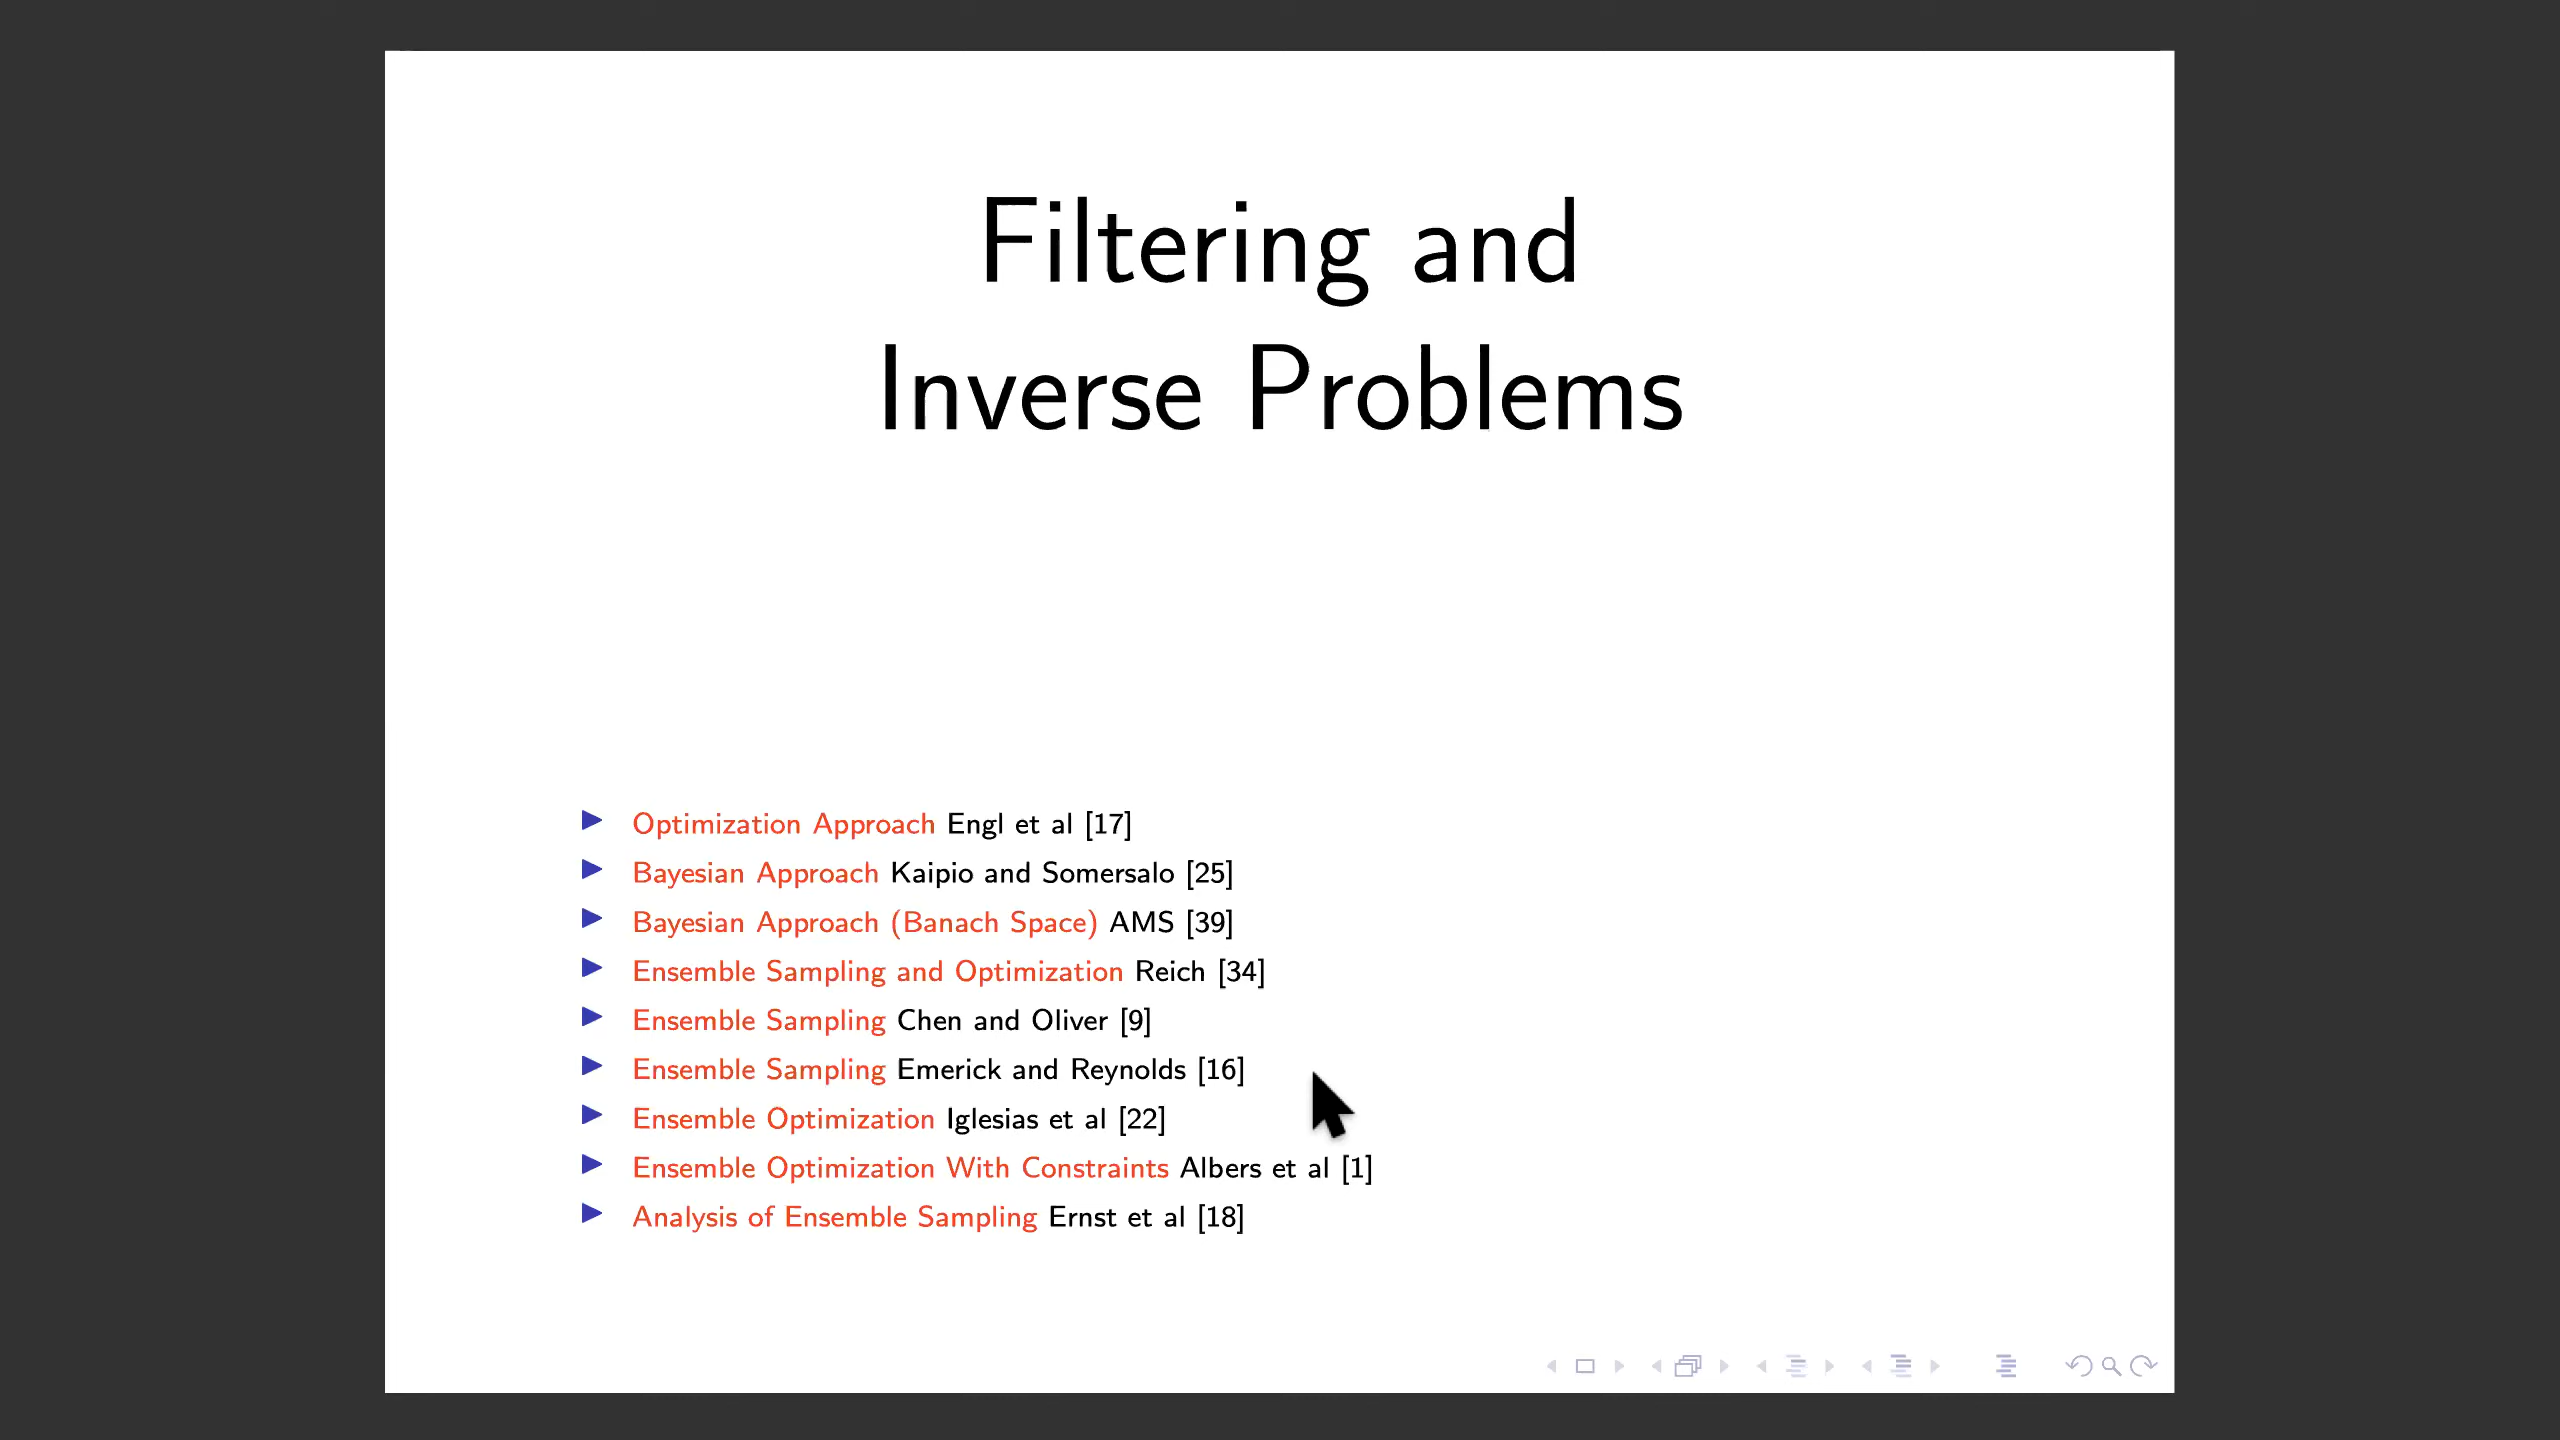 Filtering and
Inverse Problems
Optimization Approach Engl et al [17]
Bayesian Approach Kaipio and Somersalo [25]
Bayesian Approach (Banach Space) AMS [39]
Ensemble Sampling and Optimization Reich [34]
Ensemble Sampling Chen and Oliver [9]
Ensemble Sampling Emerick and Reynolds [16]
Ensemble Optimization Iglesias et al [22]
Ensemble Optimization With Constraints Albers et al [1]
Analysis of Ensemble Sampling Ernst et al [18]